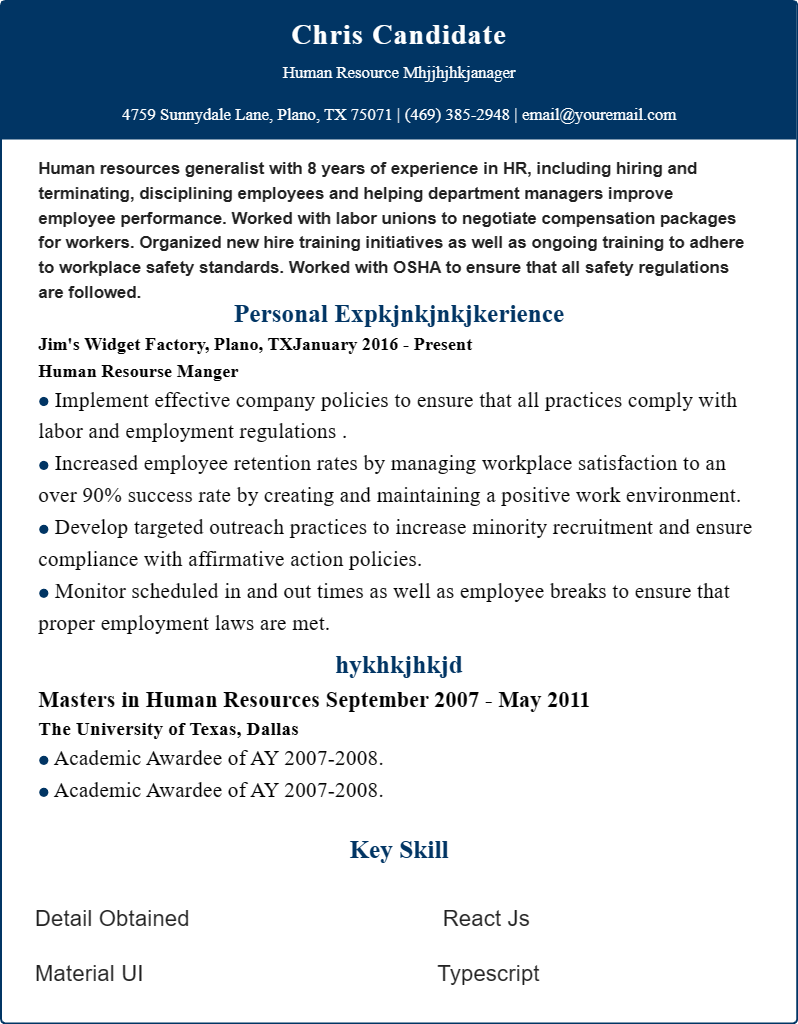 Chris Candidate
Human Resource Mhjjhjhkjanager
4759 Sunnydale Lane, Plano, TX 75071 | (469) 385-2948 | email@youremail.com
Human resources generalist with 8 years of experience in HR, including hiring and
terminating, disciplining employees and helping department managers improve
employee performance. Worked with labor unions to negotiate compensation packages
for workers. Organized new hire training initiatives as well as ongoing training to adhere
to workplace safety standards. Worked with OSHA to ensure that all safety regulations
are followed.
Personal Expkjnkjnkjkerience
Jim's Widget Factory, Plano, TXJanuary 2016 - Present
Human Resourse Manger
● Implement effective company policies to ensure that all practices comply with
labor and employment regulations .
● Increased employee retention rates by managing workplace satisfaction to an
over 90% success rate by creating and maintaining a positive work environment.
● Develop targeted outreach practices to increase minority recruitment and ensure
compliance with affirmative action policies.
● Monitor scheduled in and out times as well as employee breaks to ensure that
proper employment laws are met.
hykhkjhkjd
Masters in Human Resources September 2007 - May 2011
The University of Texas, Dallas
● Academic Awardee of AY 2007-2008.
● Academic Awardee of AY 2007-2008.
Key Skill
Detail Obtained React Js
Material UI Typescript